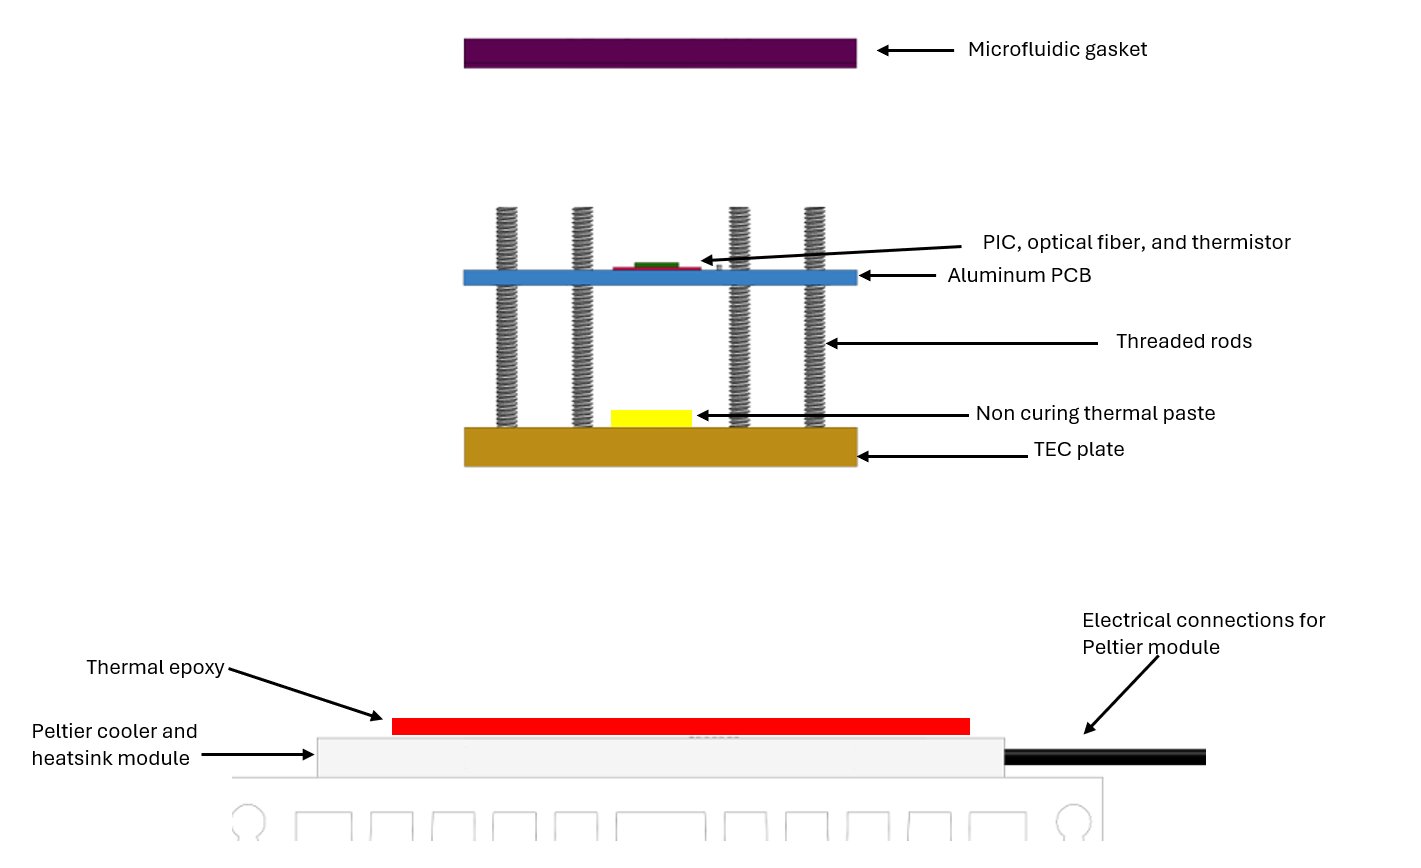 Microfluidic gasket
PIC, optical fiber, and thermistor
Aluminum PCB
Threaded rods
Non curing thermal paste
TEC plate
Electrical connections for
Peltier module
Thermal epoxy
Peltier cooler and
heatsink module